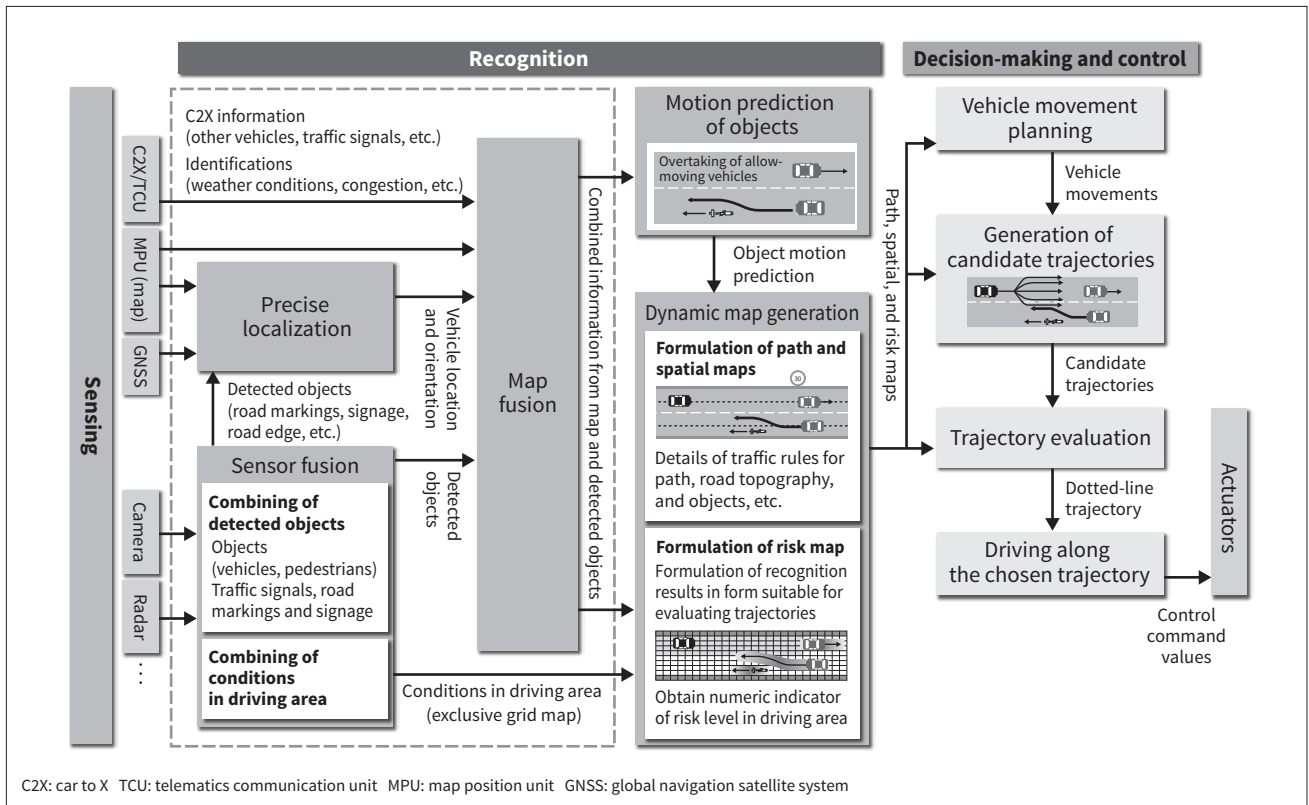 Recognition
Decision-making and control
Sensing
C2X/TCU
MPU (map)
GNSS
Camera
Radar
...
C2X information
(other vehicles, traffic signals, etc.)
Identifications
(weather conditions, congestion, etc.)
Precise
localization
Vehicle location
and orientation
Detected objects
(road markings, signage,
road edge, etc.)
Sensor fusion
Combining of
detected objects
Objects
(vehicles, pedestrians)
Traffic signals, road
markings and signage
Combining of
conditions
in driving area
Detected
objects
Map
fusion
Conditions in driving area
(exclusive grid map)
Combined information from map and detected objects
Motion prediction
of objects
Overtaking of allow-
moving vehicles
Object motion
prediction
Dynamic map generation
Formulation of path and
spatial maps
30
Details of traffic rules for
path, road topography,
and objects, etc.
Formulation of risk map
Formulation of recognition
results in form suitable for
evaluating trajectories
Obtain numeric indicator
of risk level in driving area
Path, spatial, and risk maps
Vehicle movement
planning
Vehicle
movements
Generation of
candidate trajectories
Candidate
trajectories
Trajectory evaluation
Dotted-line
trajectory
Driving along
the chosen trajectory
Actuators
Control
command
values
C2X: car to X TCU: telematics communication unit MPU: map position unit GNSS: global navigation satellite system